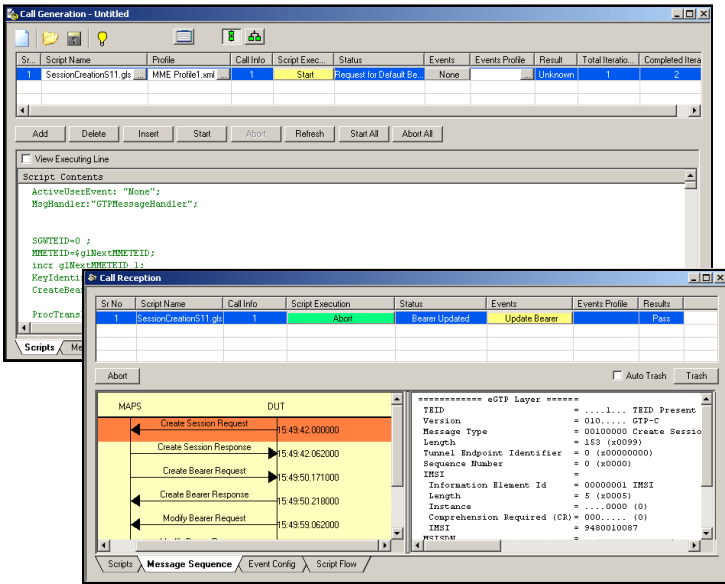 Call Generation - Untitled
Sr... Script Name Profile Call Info Script Exec... Status Events Events Profile Result Total Iteratio... Completed Itera
1 SessionCreationS11.gls ... MME Profile1.xml ... 1 Start Request for Default Be... None ... Unknown 1 2
Add Delete Insert Start Abort Refresh Start All Abort All
View Executing Line
Script Contents
ActiveUserEvent: "None";
MsgHandler:"GTPMessageHandler";
SGWTEID=0 ;
MMETEID=$glNextMMETEID;
incr glNextMMETEID 1;
KeyIdenti
CreateBea
ProcTrans
Scripts Me
Call Reception
Sr No Script Name Call Info Script Execution Status Events Events Profile Results
1 SessionCreationS11.gls 1 Abort Bearer Updated Update Bearer Pass
Abort Auto Trash Trash
MAPS DUT
Create Session Request
15:49:42.000000
Create Session Response
15:49:42.062000
Create Bearer Request
15:49:50.171000
Create Bearer Response
15:49:50.218000
Modify Bearer Request
15:49:59.062000
============ eGTP Layer ======
TEID = ....1... TEID Present
Version = 010..... GTP-C
Message Type = 00100000 Create Sessio
Length = 153 (x0099)
Tunnel Endpoint Identifier = 0 (x00000000)
Sequence Number = 0 (x0000)
IMSI =
Information Element Id = 00000001 IMSI
Length = 5 (x0005)
Instance = ....0000 (0)
Comprehension Required (CR)= 000..... (0)
IMSI = 9480010087
MSISDN =
Scripts Message Sequence Event Config Script Flow